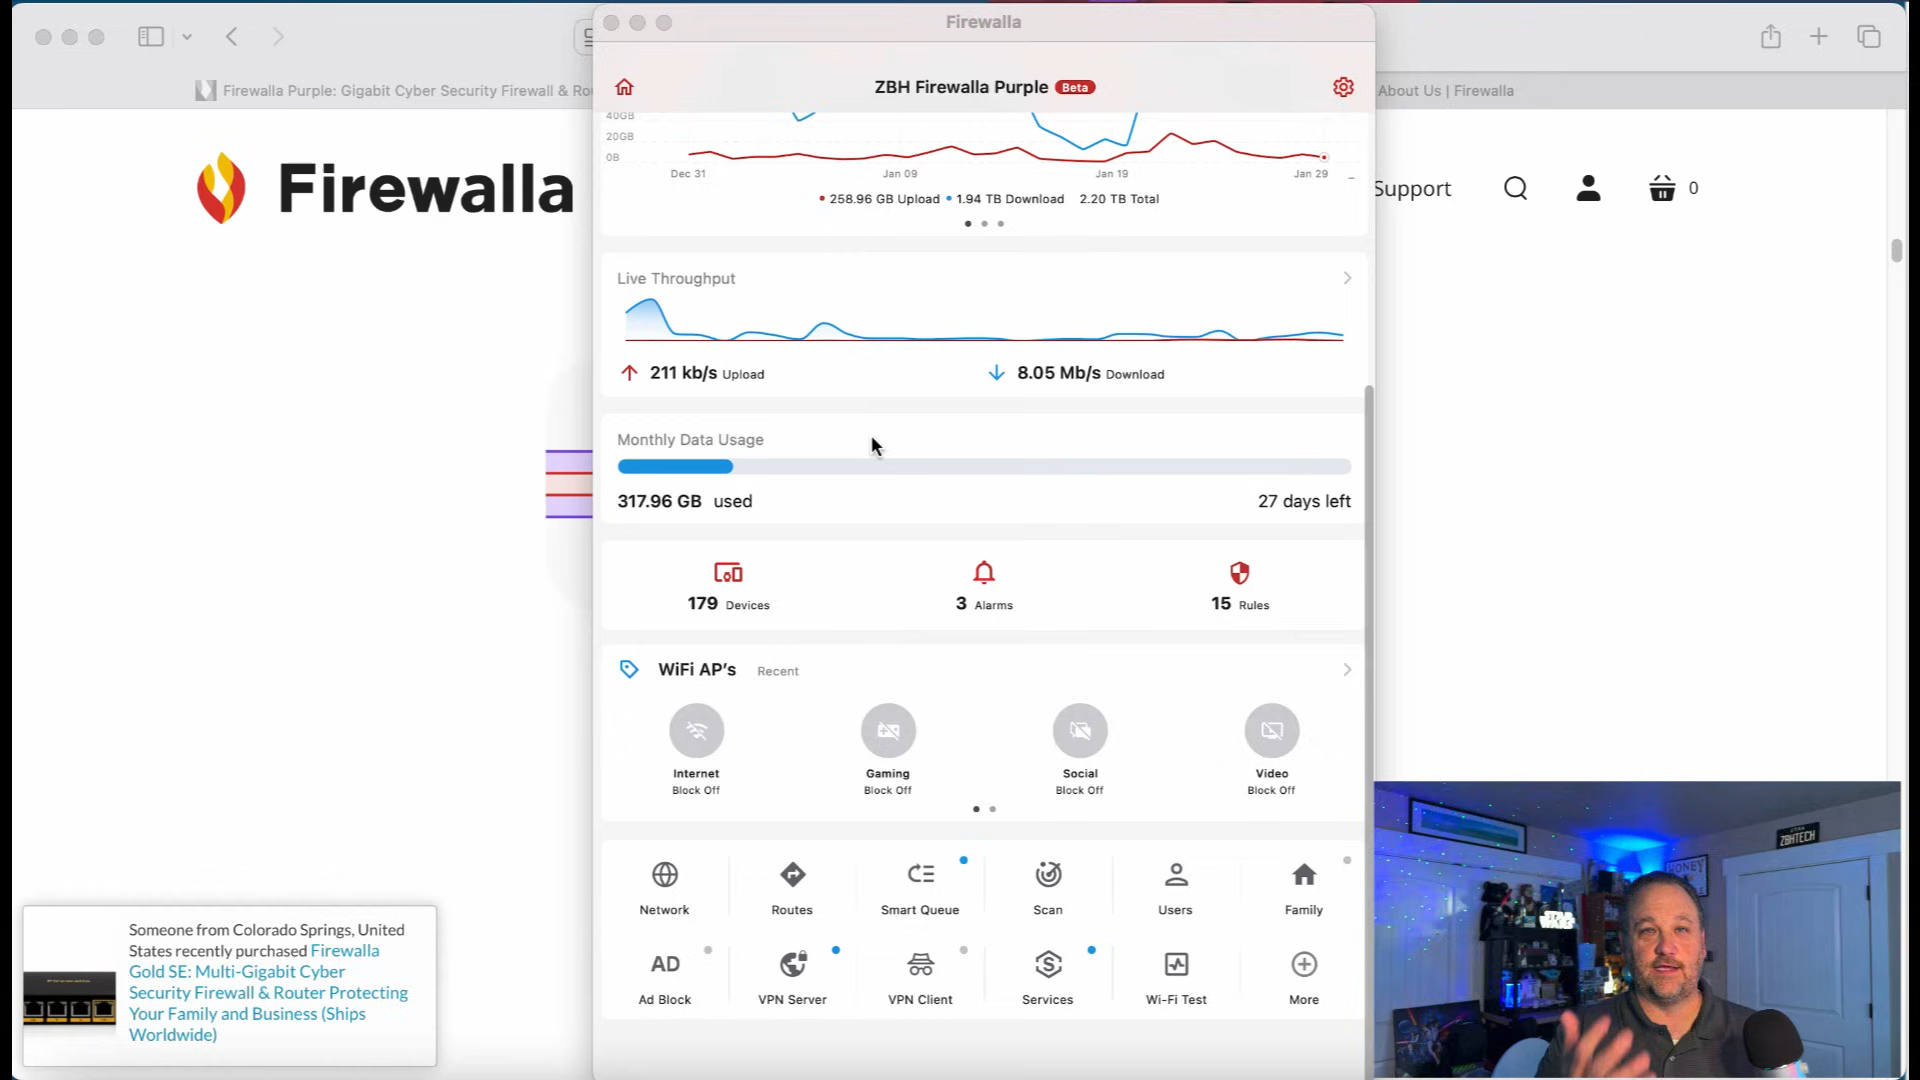 Firewalla
Firewalla Purple: Gigabit Cyber Security Firewall & Ro
About Us | Firewalla
ZBH Firewalla Purple Beta
Firewalla
Support
0
40GB
20GB
0B
Dec 31
Jan 09
Jan 19
Jan 29
258.96 GB Upload
1.94 TB Download
2.20 TB Total
Live Throughput
211 kb/s Upload
8.05 Mb/s Download
Monthly Data Usage
317.96 GB used
27 days left
179 Devices
3 Alarms
15 Rules
WiFi AP's Recent
Internet
Block Off
Gaming
Block Off
Social
Block Off
Video
Block Off
Network
Routes
Smart Queue
Scan
Users
Family
AD
Ad Block
VPN Server
VPN Client
Services
Wi-Fi Test
More
Someone from Colorado Springs, United
States recently purchased Firewalla
Gold SE: Multi-Gigabit Cyber
Security Firewall & Router Protecting
Your Family and Business (Ships
Worldwide)
ZBHTECH
HONEY
STAR
WARS